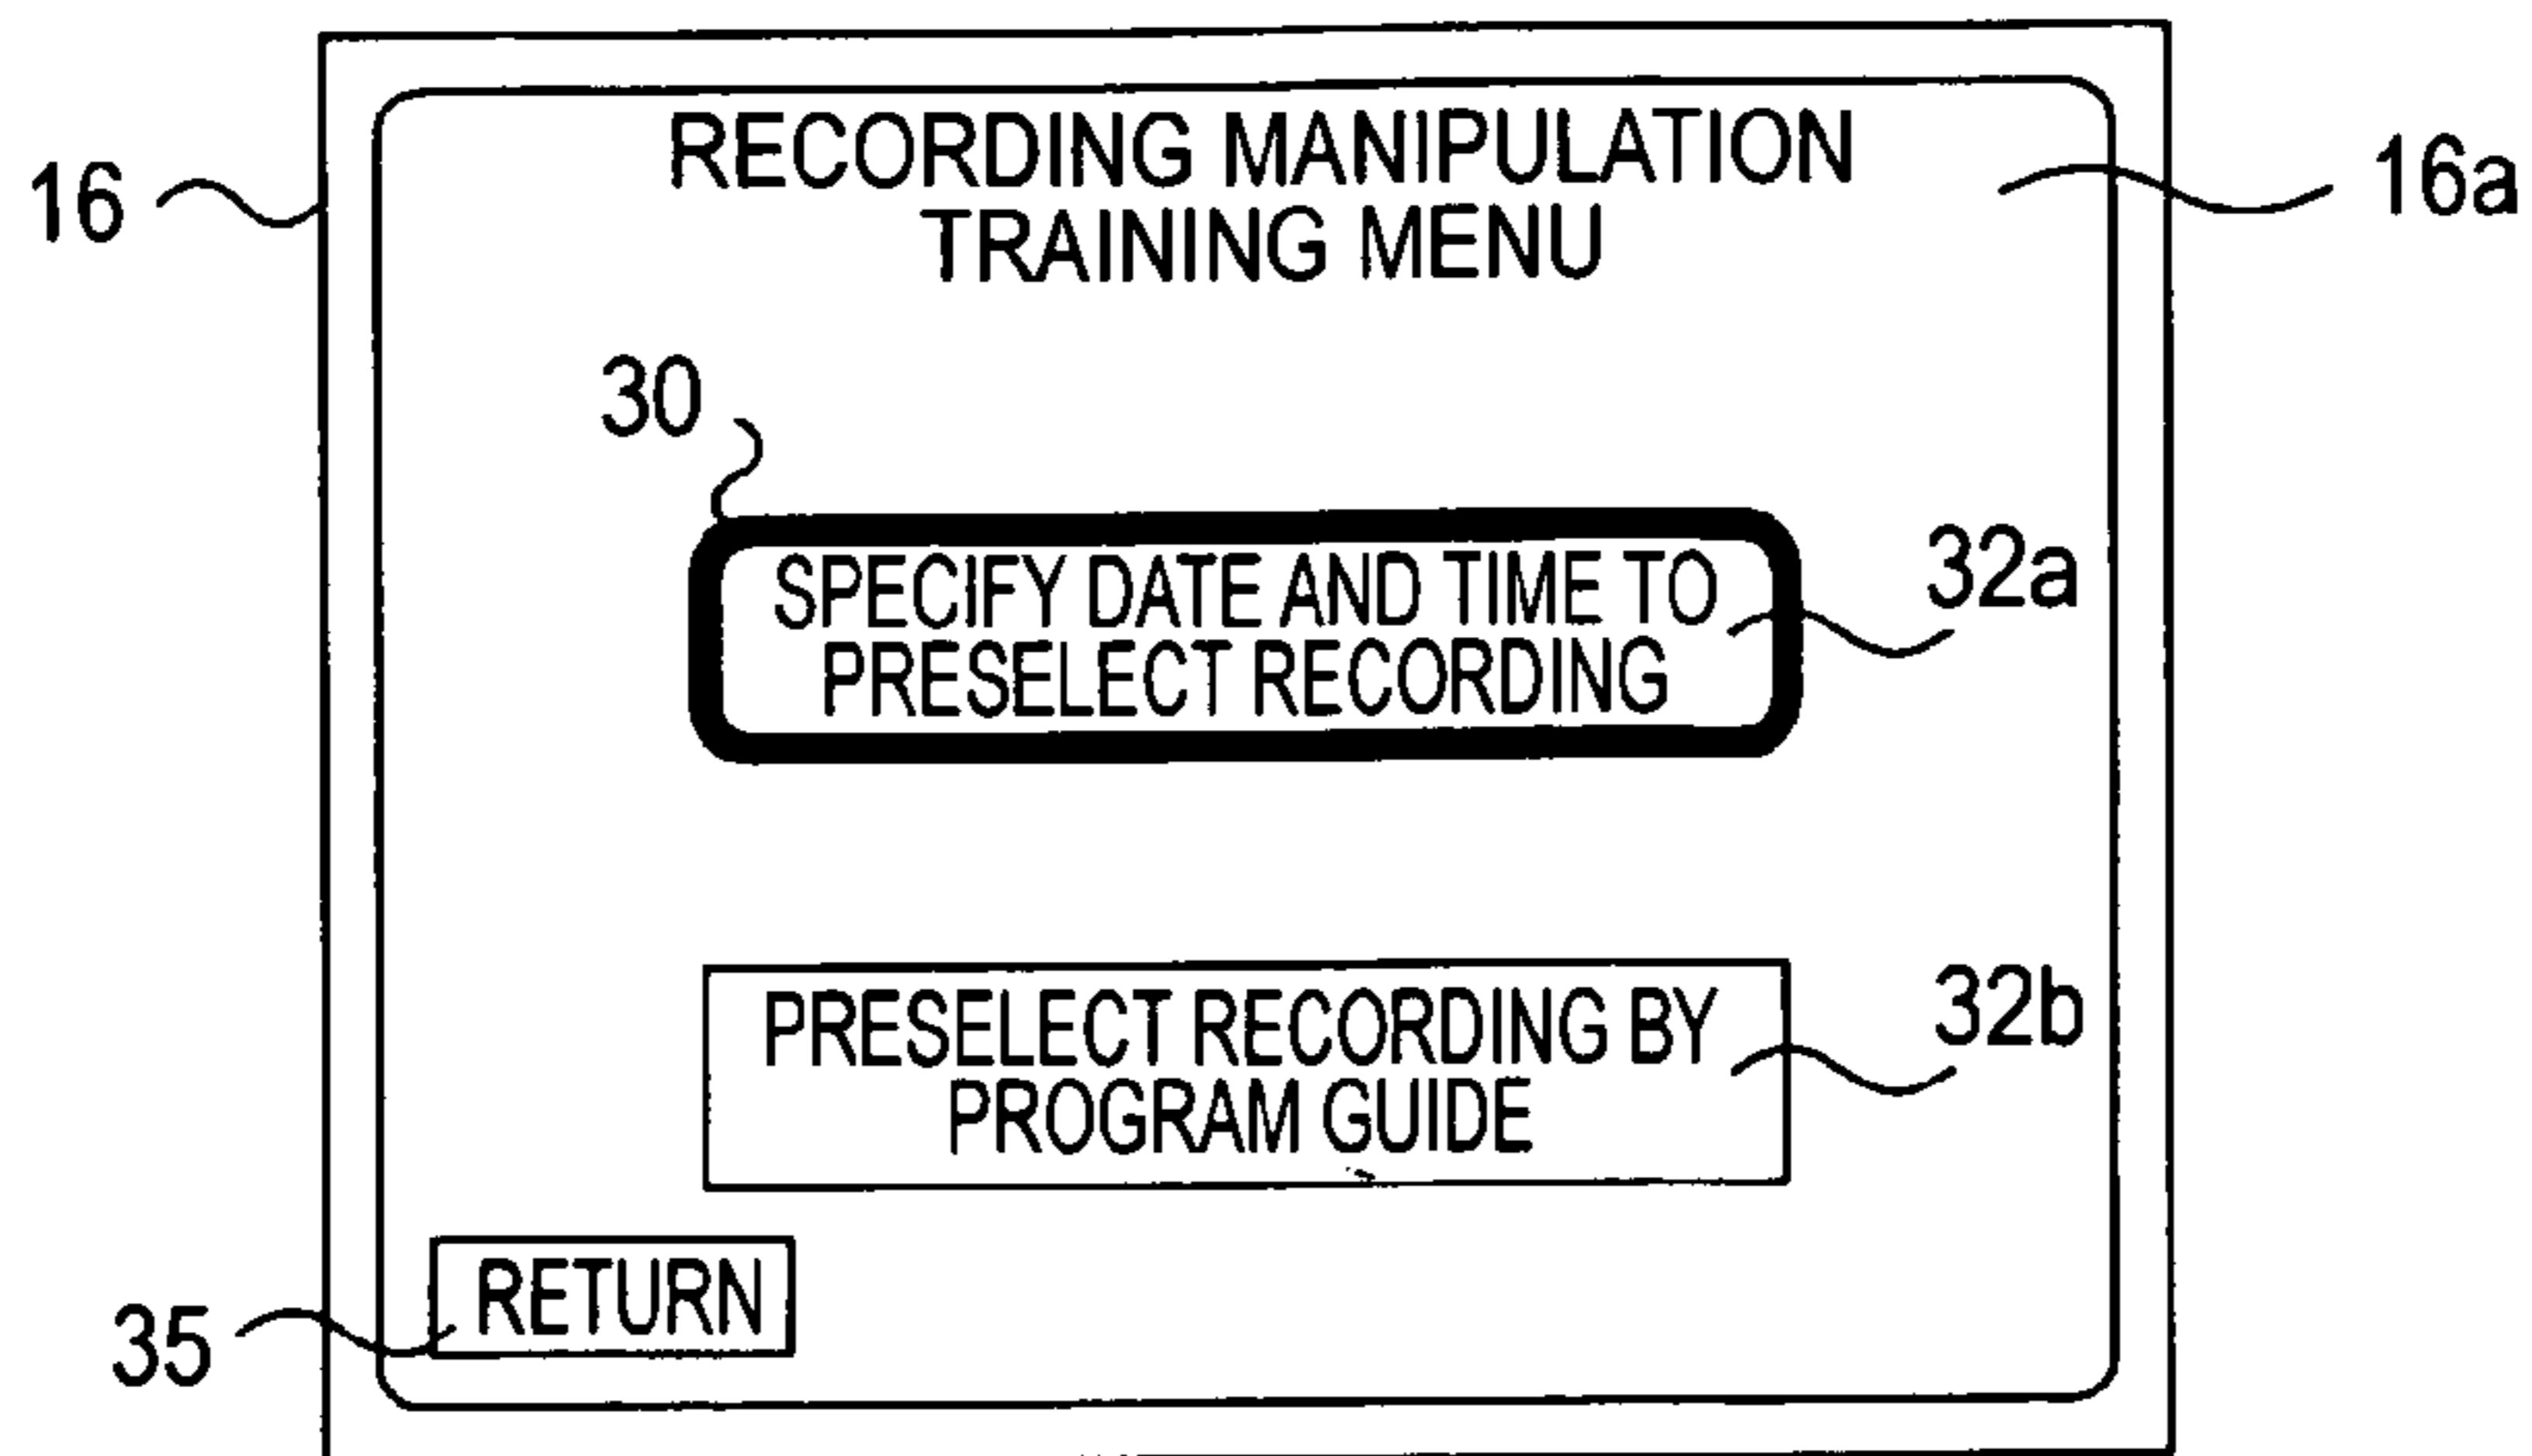 RECORDING MANIPULATION
TRAINING MENU
16
16a
30
SPECIFY DATE AND TIME TO
PRESELECT RECORDING
32a
PRESELECT RECORDING BY
PROGRAM GUIDE
32b
RETURN
35